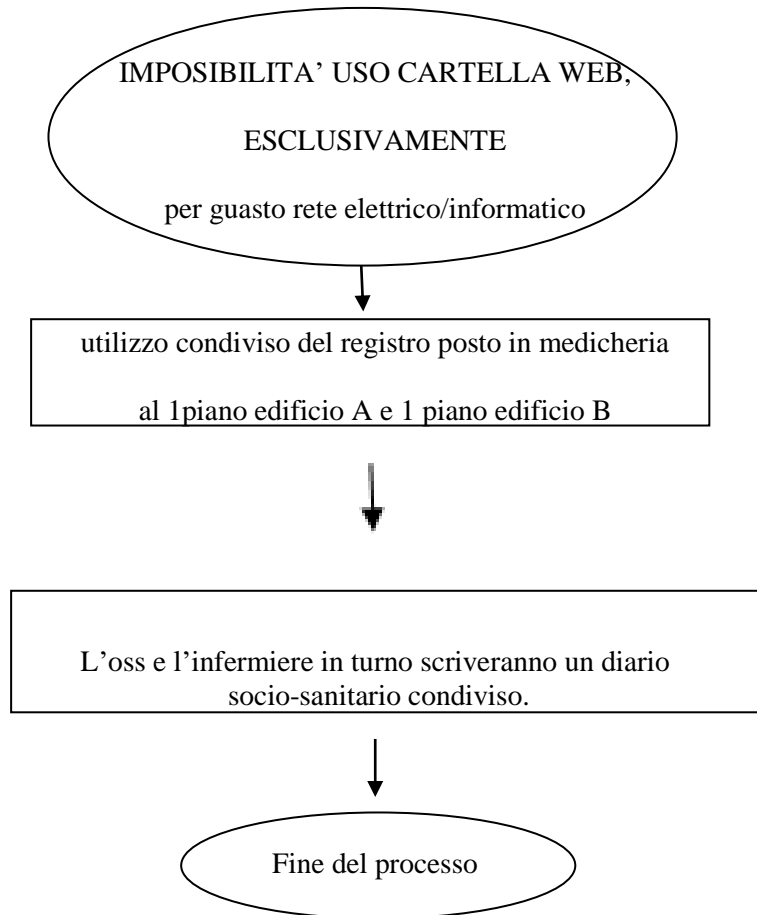 IMPOSIBILITA’ USO CARTELLA WEB,
ESCLUSIVAMENTE
per guasto rete elettrico/informatico
utilizzo condiviso del registro posto in medicheria
al 1piano edificio A e 1 piano edificio B
L’oss e l’infermiere in turno scriveranno un diario
socio-sanitario condiviso.
Fine del processo